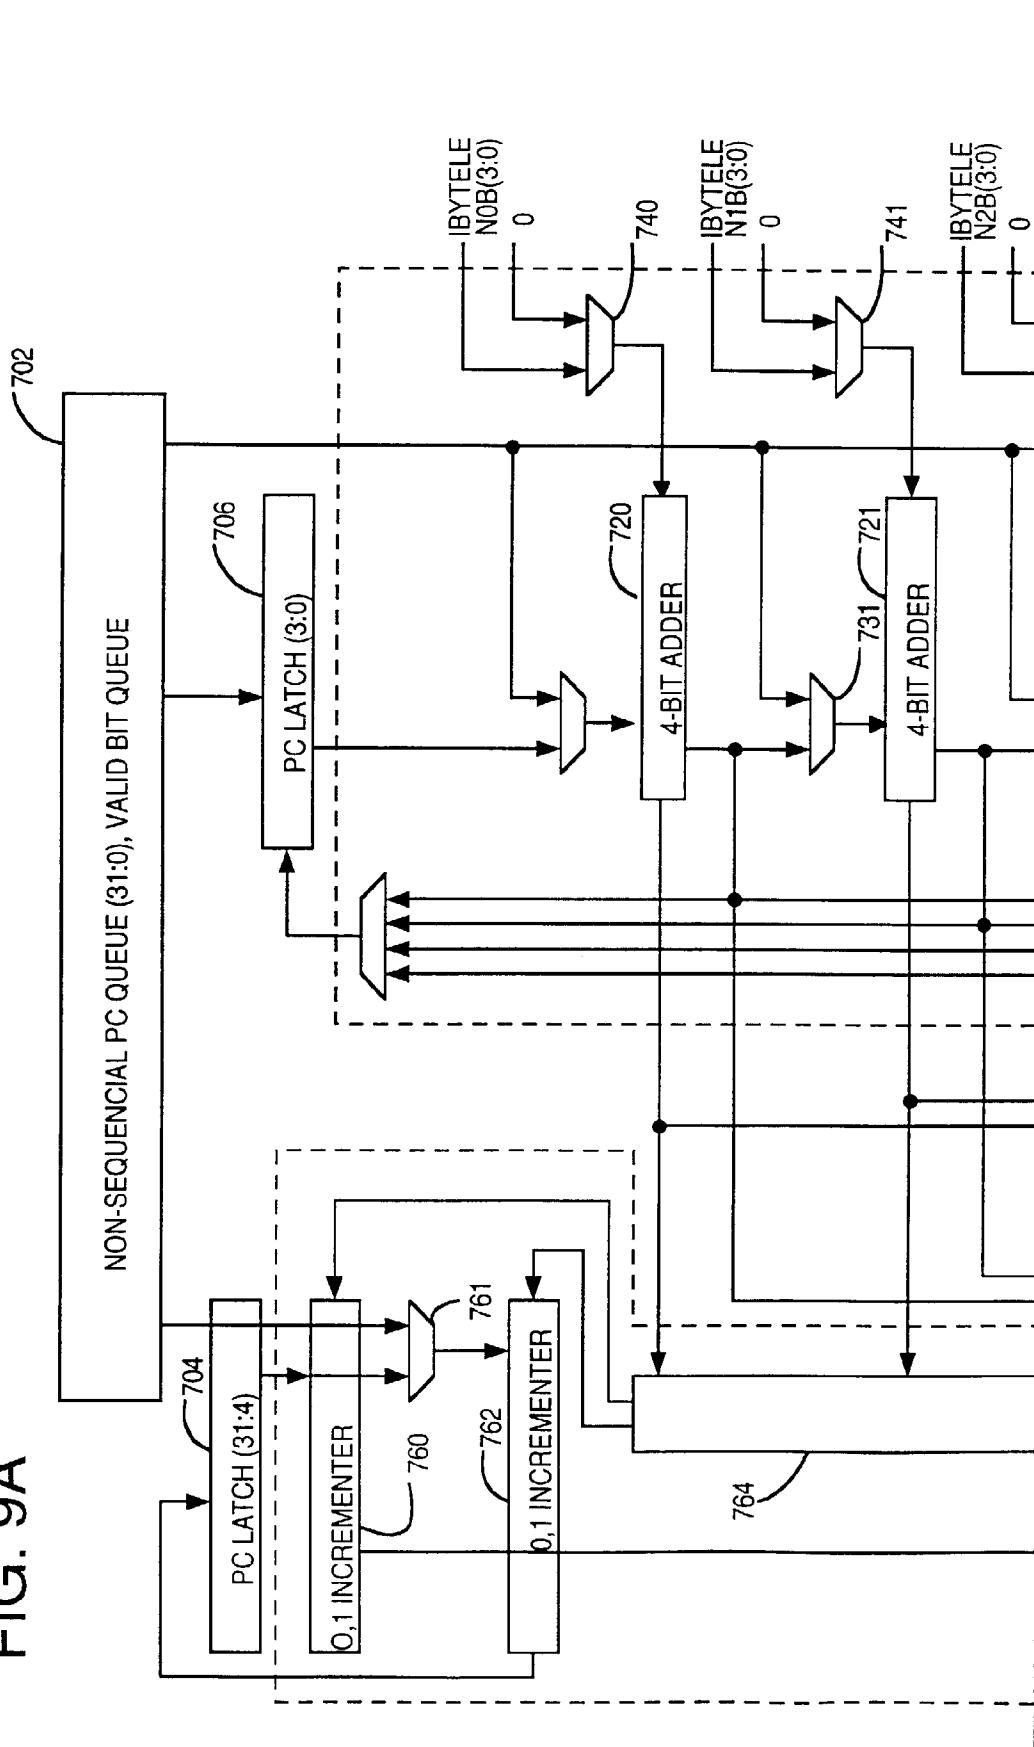 FIG. 9A
702
NON-SEQUENCIAL PC QUEUE (31:0), VALID BIT QUEUE
704
PC LATCH (31:4)
706
PC LATCH (3:0)
0,1 INCREMENTER
760
761
762
0,1 INCREMENTER
764
IBYTELE
N0B(3:0)
0
740
720
4-BIT ADDER
IBYTELE
N1B(3:0)
0
741
731
721
4-BIT ADDER
IBYTELE
N2B(3:0)
0